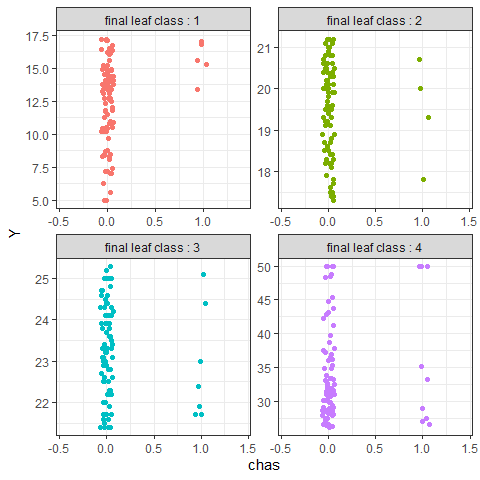 final leaf class : 1
final leaf class : 2
17.5
15.0
12.5
10.0
7.5
5.0
21
20
19
18
-0.5 0.0 0.5 1.0 1.5
-0.5 0.0 0.5 1.0 1.5
Y
final leaf class : 3
final leaf class : 4
25
24
23
22
50
45
40
35
30
-0.5 0.0 0.5 1.0 1.5
-0.5 0.0 0.5 1.0 1.5
chas